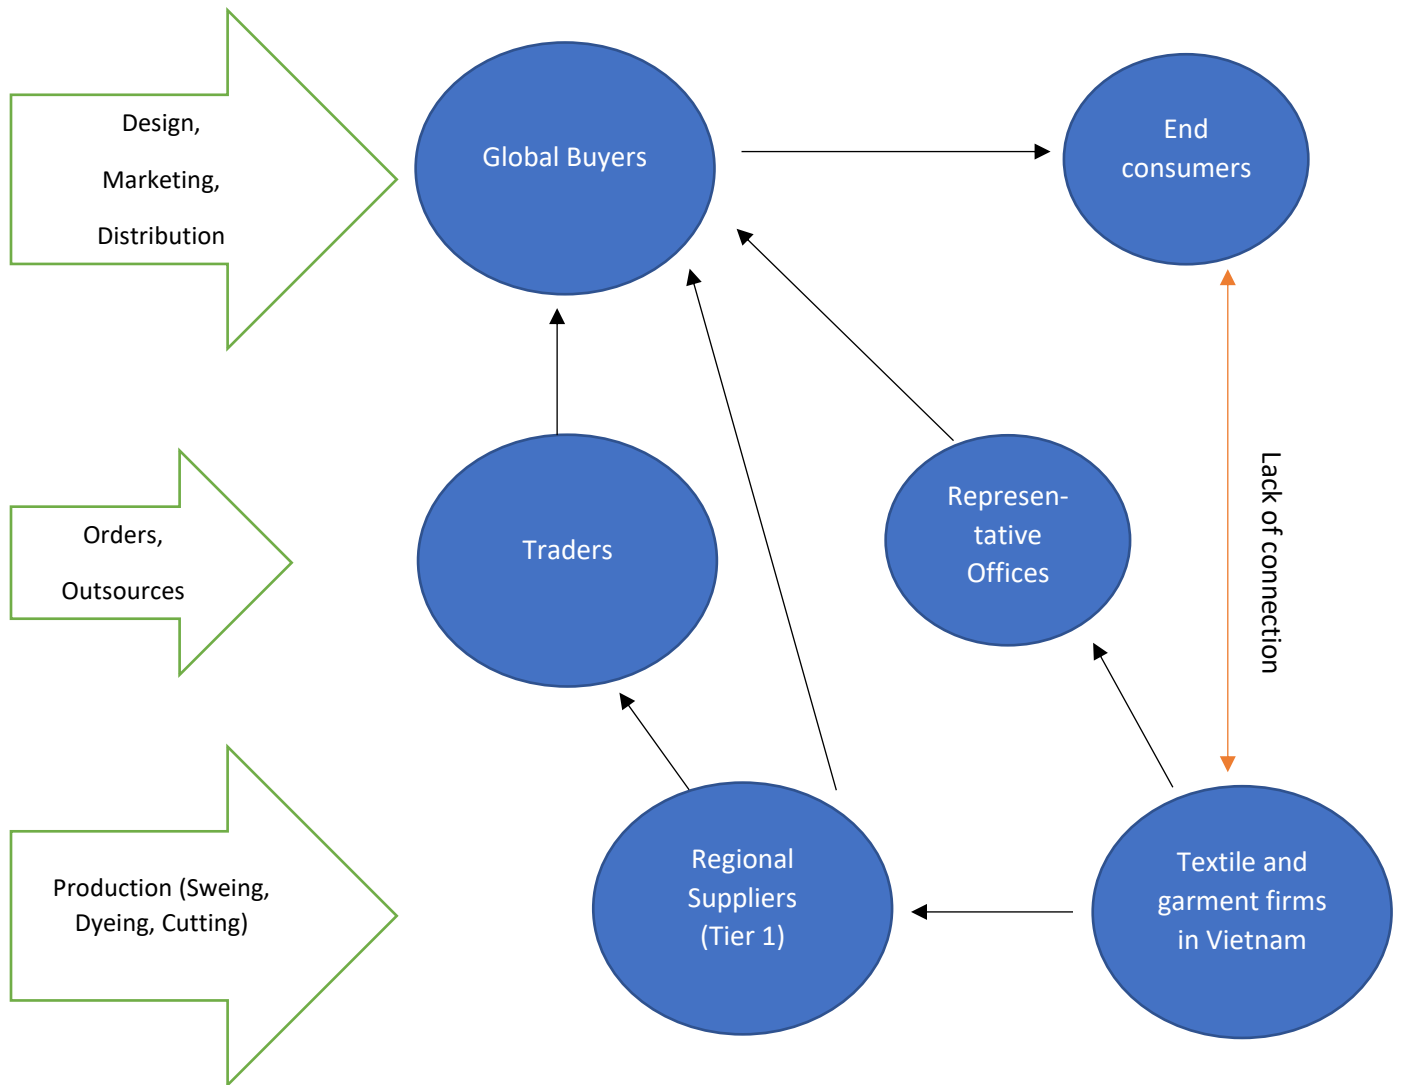 Design,
Marketing,
Distribution
Global Buyers
End
consumers
Orders,
Outsources
Traders
Represen-
tative
Offices
Lack of connection
Production (Sweing,
Dyeing, Cutting)
Regional
Suppliers
(Tier 1)
Textile and
garment firms
in Vietnam